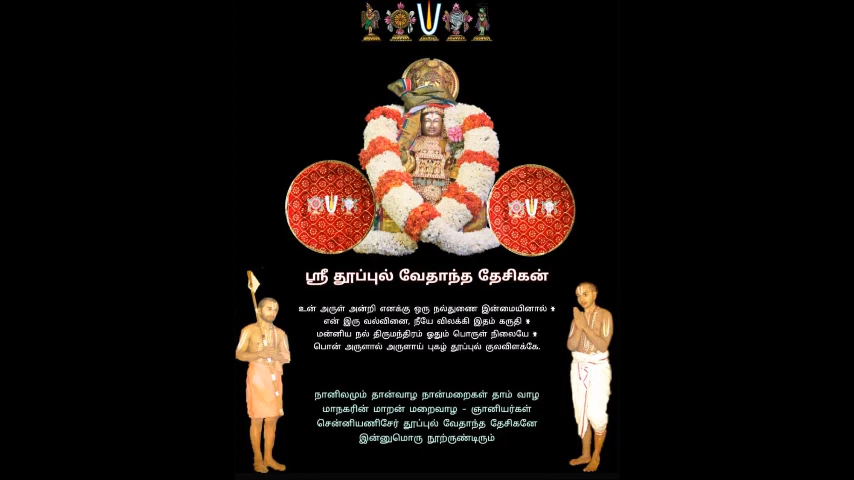 ஸ்ரீ தூப்புல் வேதாந்த தேசிகன்
உன் அருள் அன்றி எனக்கு ஒரு நல்துணை இன்மையினால் *
என் இரு வல்வினை, நீயே விலக்கி இதம் கருதி *
மன்னிய நல் திருமந்திரம் ஓதும் பொருள் நிலையே *
பொன் அருளால் அருளாய் புகழ் தூப்புல் குலவிளக்கே.
நானிலமும் தான்வாழ நான்மறைகள் தாம் வாழ
மாநகரின் மாறன் மறைவாழ - ஞானியர்கள்
சென்னியணிசேர் தூப்புல் வேதாந்த தேசிகனே
இன்னுமொரு நூற்றுண்டிரும்